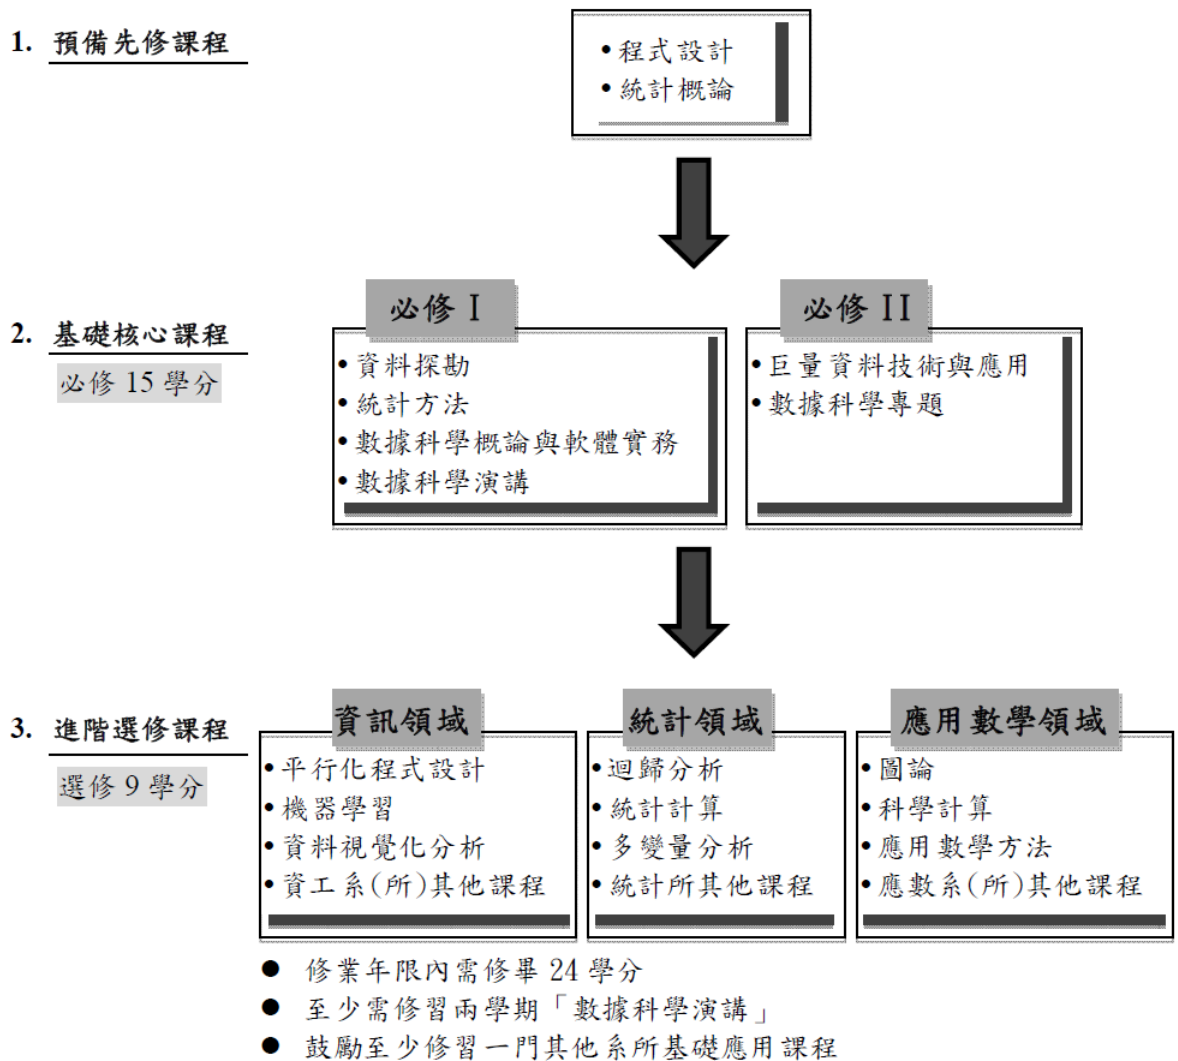 1. 預備先修課程
•程式設計
•統計概論
2. 基礎核心課程
必修 15 學分
必修 I
•資料探勘
•統計方法
•數據科學概論與軟體實務
•數據科學演講
必修 II
•巨量資料技術與應用
•數據科學專題
3. 進階選修課程
選修 9 學分
資訊領域
•平行化程式設計
•機器學習
•資料視覺化分析
•資工系(所)其他課程
統計領域
•迴歸分析
•統計計算
•多變量分析
•統計所其他課程
應用數學領域
•圖論
•科學計算
•應用數學方法
•應數系(所)其他課程
● 修業年限內需修畢 24 學分
● 至少需修習兩學期「數據科學演講」
● 鼓勵至少修習一門其他系所基礎應用課程